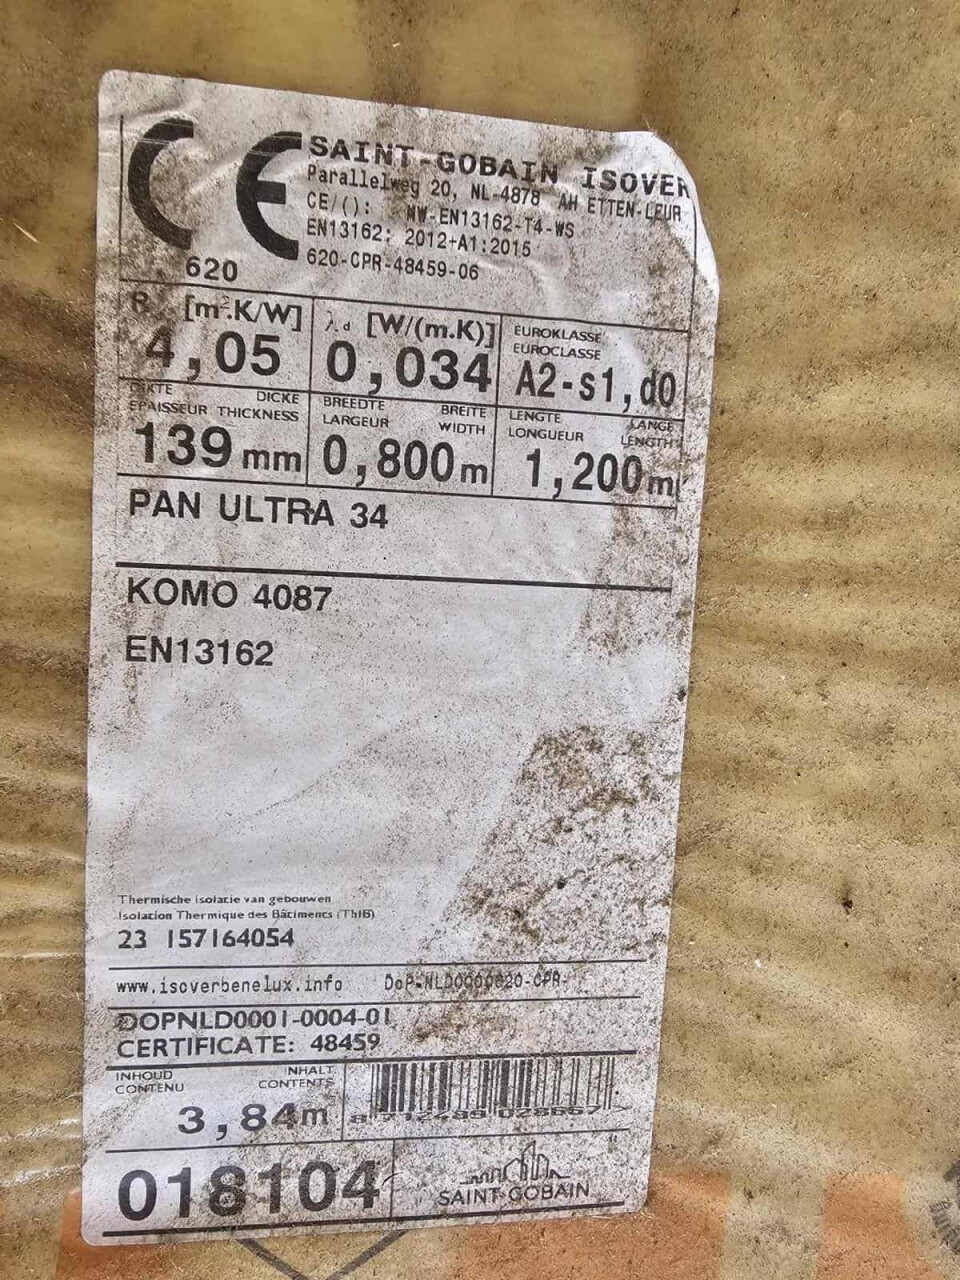 CE
SAINT-GOBAIN ISOVER
Parallelweg 20, NL-4878 AH ETTEN-LEUR
CE/(): MW-EN13162-T4-WS
EN13162: 2012+A1:2015
620-CPR-48459-06
620
R [m².K/W]
4,05
λd [W/(m.K)]
0,034
EUROKLASSE
EUROCLASSE
A2-s1,d0
DIKTE DICKE
EPAISSEUR THICKNESS
139 mm
BREEDTE BREITE
LARGEUR WIDTH
0,800 m
LENGTE LANGE
LONGUEUR LENGTH
1,200 m
PAN ULTRA 34
KOMO 4087
EN13162
Thermische isolatie van gebouwen
Isolation Thermique des Bâtiments (ThIB)
23 157164054
www.isoverbenelux.info DoP:
DOPNLD0001-0004-01
CERTIFICATE: 48459
INHOUD INHALT
CONTENU CONTENTS
3,84m
018104
SAINT-GOBAIN